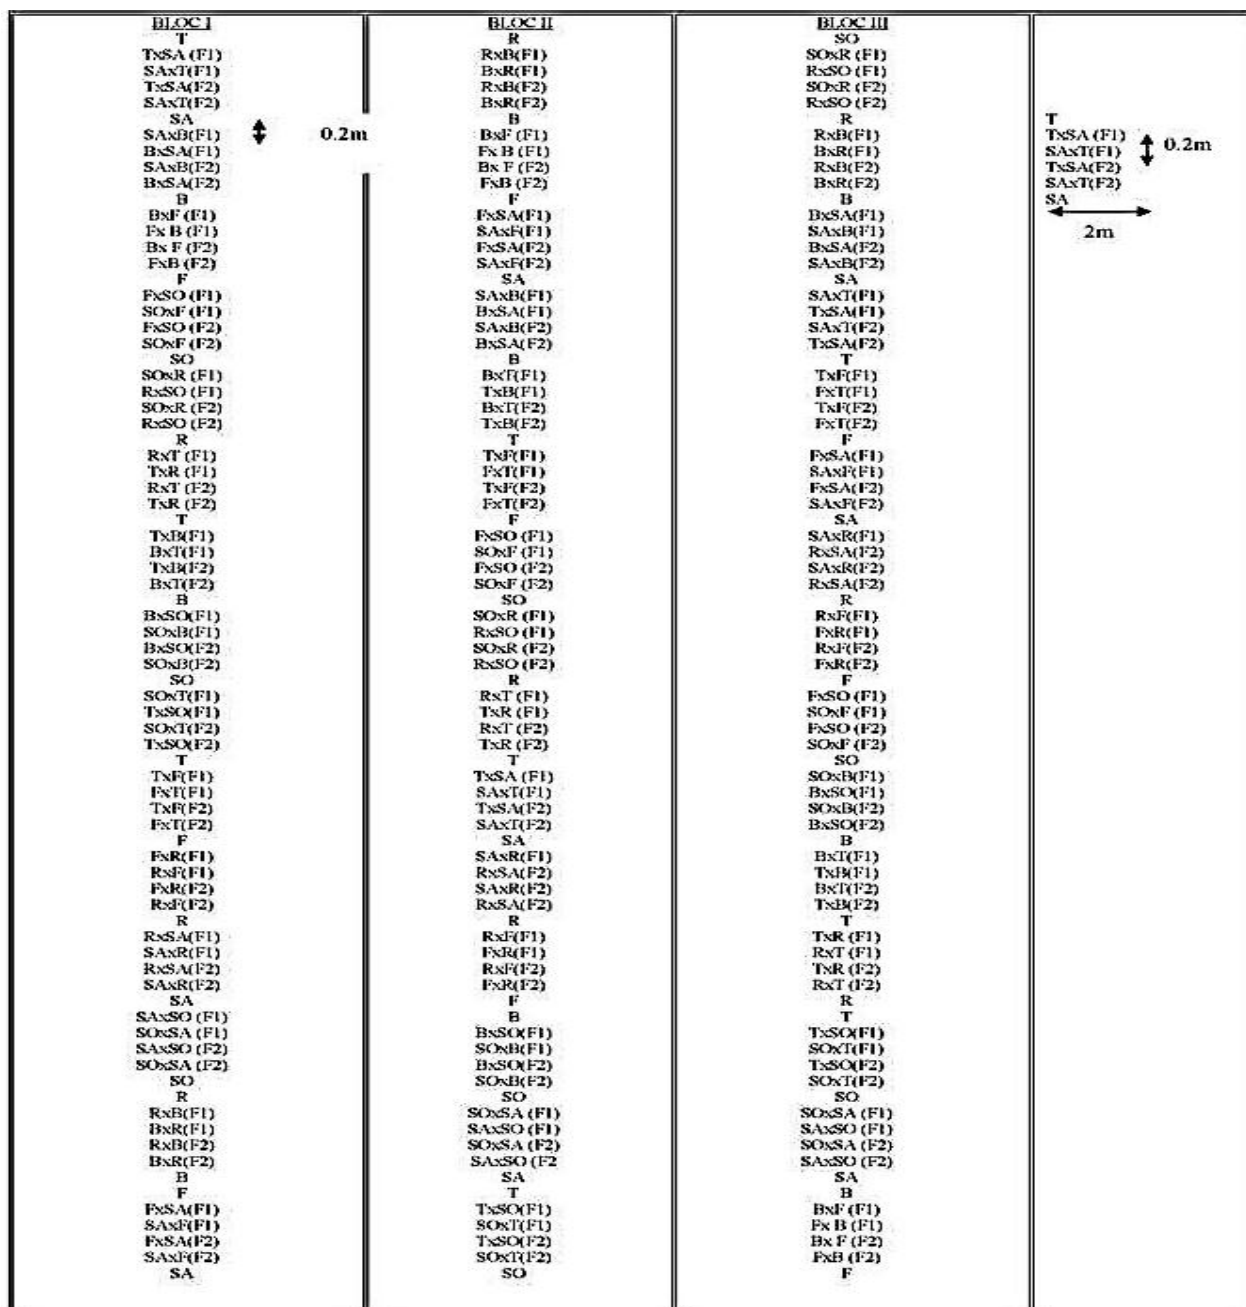 BLOC I
T
TxSA (F1)
SAxT(F1)
TxSA(F2)
SAxT(F2)
SA
SAxB(F1)
BxSA(F1)
SAxB(F2)
BxSA(F2)
B
BxF (F1)
Fx B (F1)
Bx F (F2)
FxB (F2)
F
FxSO (F1)
SOxF (F1)
FxSO (F2)
SOxF (F2)
SO
SOxR (F1)
RxSO (F1)
SOxR (F2)
RxSO (F2)
R
RxT (F1)
TxR (F1)
RxT (F2)
TxR (F2)
T
TxB(F1)
BxT(F1)
TxB(F2)
BxT(F2)
B
BxSO(F1)
SOxB(F1)
BxSO(F2)
SOxB(F2)
SO
SOxT(F1)
TxSO(F1)
SOxT(F2)
TxSO(F2)
T
TxF(F1)
FxT(F1)
TxF(F2)
FxT(F2)
F
FxR(F1)
RxF(F1)
FxR(F2)
RxF(F2)
R
RxSA(F1)
SAxR(F1)
RxSA(F2)
SAxR(F2)
SA
SAxSO (F1)
SOxSA (F1)
SAxSO (F2)
SOxSA (F2)
SO
R
RxB(F1)
BxR(F1)
RxB(F2)
BxR(F2)
B
F
FxSA(F1)
SAxF(F1)
FxSA(F2)
SAxF(F2)
SA
0.2m
BLOC II
R
RxB(F1)
BxR(F1)
RxB(F2)
BxR(F2)
B
BxF (F1)
Fx B (F1)
Bx F (F2)
FxB (F2)
F
FxSA(F1)
SAxF(F1)
FxSA(F2)
SAxF(F2)
SA
SAxB(F1)
BxSA(F1)
SAxB(F2)
BxSA(F2)
B
BxT(F1)
TxB(F1)
BxT(F2)
TxB(F2)
T
TxF(F1)
FxT(F1)
TxF(F2)
FxT(F2)
F
FxSO (F1)
SOxF (F1)
FxSO (F2)
SOxF (F2)
SO
SOxR (F1)
RxSO (F1)
SOxR (F2)
RxSO (F2)
R
RxT (F1)
TxR (F1)
RxT (F2)
TxR (F2)
T
TxSA (F1)
SAxT(F1)
TxSA(F2)
SAxT(F2)
SA
SAxR(F1)
RxSA(F2)
SAxR(F2)
RxSA(F2)
R
RxF(F1)
FxR(F1)
RxF(F2)
FxR(F2)
F
B
BxSO(F1)
SOxB(F1)
BxSO(F2)
SOxB(F2)
SO
SOxSA (F1)
SAxSO (F1)
SOxSA (F2)
SAxSO (F2
SA
T
TxSO(F1)
SOxT(F1)
TxSO(F2)
SOxT(F2)
SO
BLOC III
SO
SOxR (F1)
RxSO (F1)
SOxR (F2)
RxSO (F2)
R
RxB(F1)
BxR(F1)
RxB(F2)
BxR(F2)
B
BxSA(F1)
SAxB(F1)
BxSA(F2)
SAxB(F2)
SA
SAxT(F1)
TxSA(F1)
SAxT(F2)
TxSA(F2)
T
TxF(F1)
FxT(F1)
TxF(F2)
FxT(F2)
F
FxSA(F1)
SAxF(F1)
FxSA(F2)
SAxF(F2)
SA
SAxR(F1)
RxSA(F2)
SAxR(F2)
RxSA(F2)
R
RxF(F1)
FxR(F1)
RxF(F2)
FxR(F2)
F
FxSO (F1)
SOxF (F1)
FxSO (F2)
SOxF (F2)
SO
SOxB(F1)
BxSO(F1)
SOxB(F2)
BxSO(F2)
B
BxT(F1)
TxB(F1)
BxT(F2)
TxB(F2)
T
TxR (F1)
RxT (F1)
TxR (F2)
RxT (F2)
R
T
TxSO(F1)
SOxT(F1)
TxSO(F2)
SOxT(F2)
SO
SOxSA (F1)
SAxSO (F1)
SOxSA (F2)
SAxSO (F2)
SA
B
BxF (F1)
Fx B (F1)
Bx F (F2)
FxB (F2)
F
T
TxSA (F1)
SAxT(F1)
TxSA(F2)
SAxT(F2)
SA
0.2m
2m